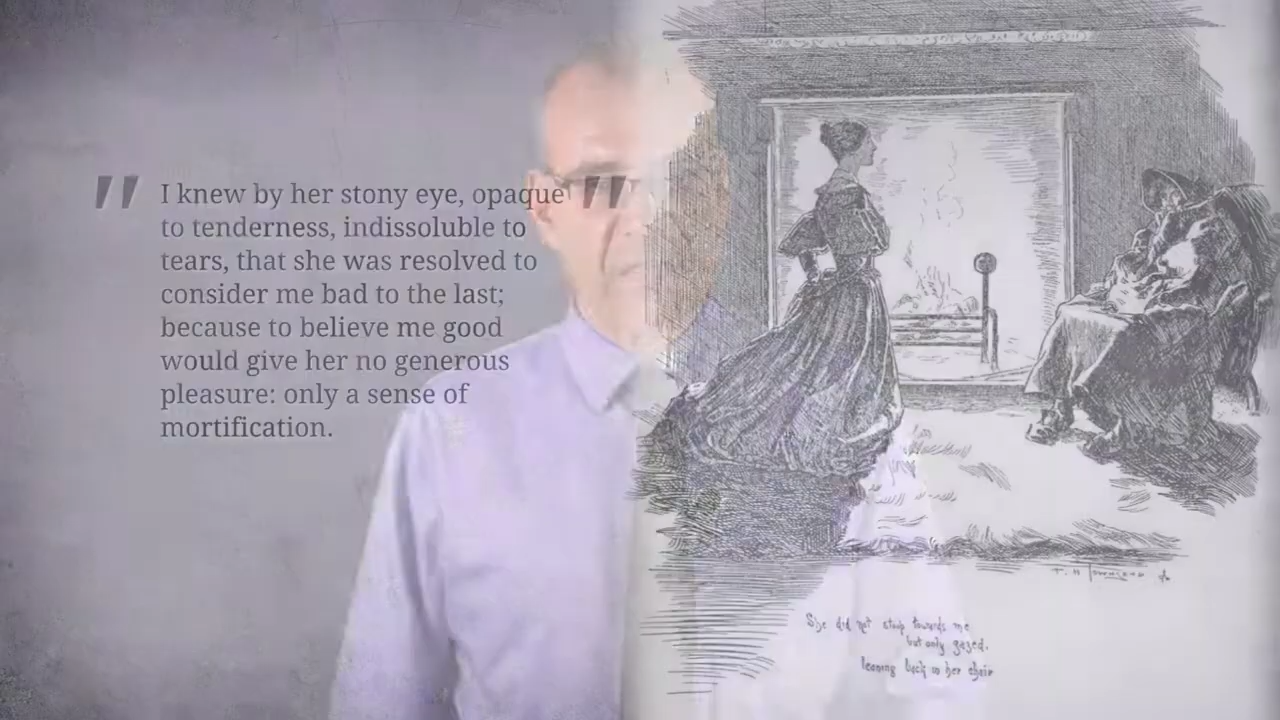 "I knew by her stony eye, opaque"
to tenderness, indissoluble to
tears, that she was resolved to
consider me bad to the last;
because to believe me good
would give her no generous
pleasure: only a sense of
mortification.
F. H. Townsend
She did not stoop towards me
but only gazed,
leaning back in her chair